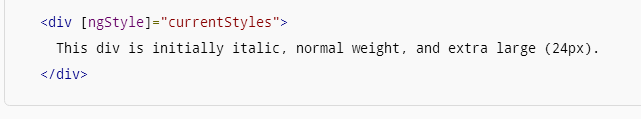 <div [ngStyle]="currentStyles">
This div is initially italic, normal weight, and extra large (24px).
</div>